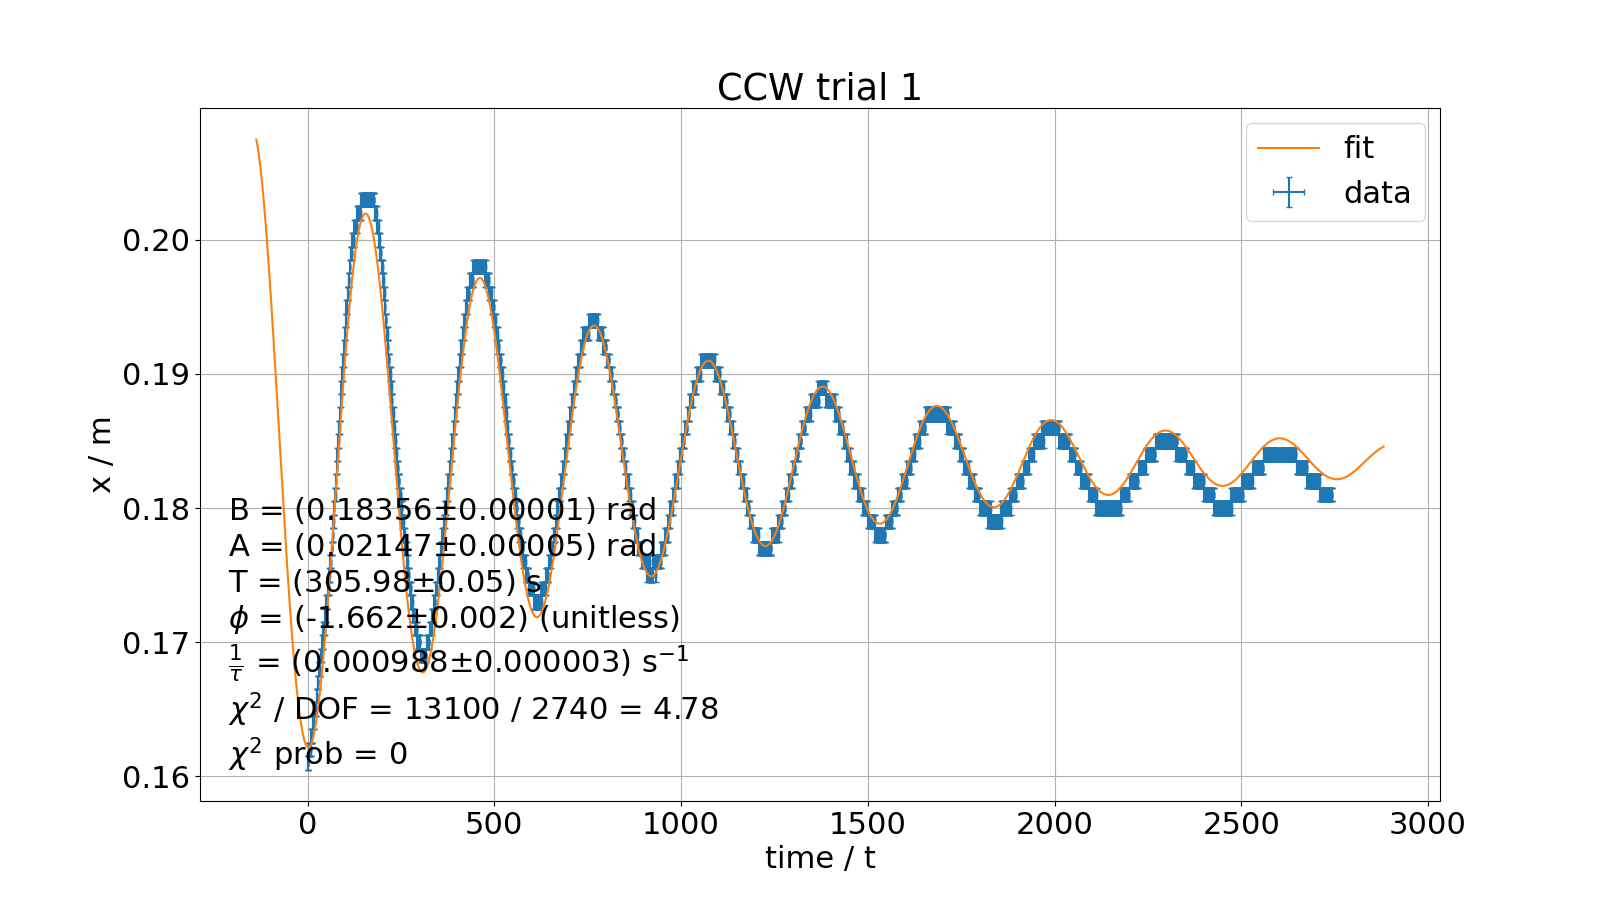 CCW trial 1
fit
data
0.20
0.19
0.18
0.17
0.16
x / m
B = (0.18356±0.00001) rad
A = (0.02147±0.00005) rad
T = (305.98±0.05) s
ϕ = (-1.662±0.002) (unitless)
1/τ = (0.000988±0.000003) s⁻¹
χ² / DOF = 13100 / 2740 = 4.78
χ² prob = 0
0 500 1000 1500 2000 2500 3000
time / t